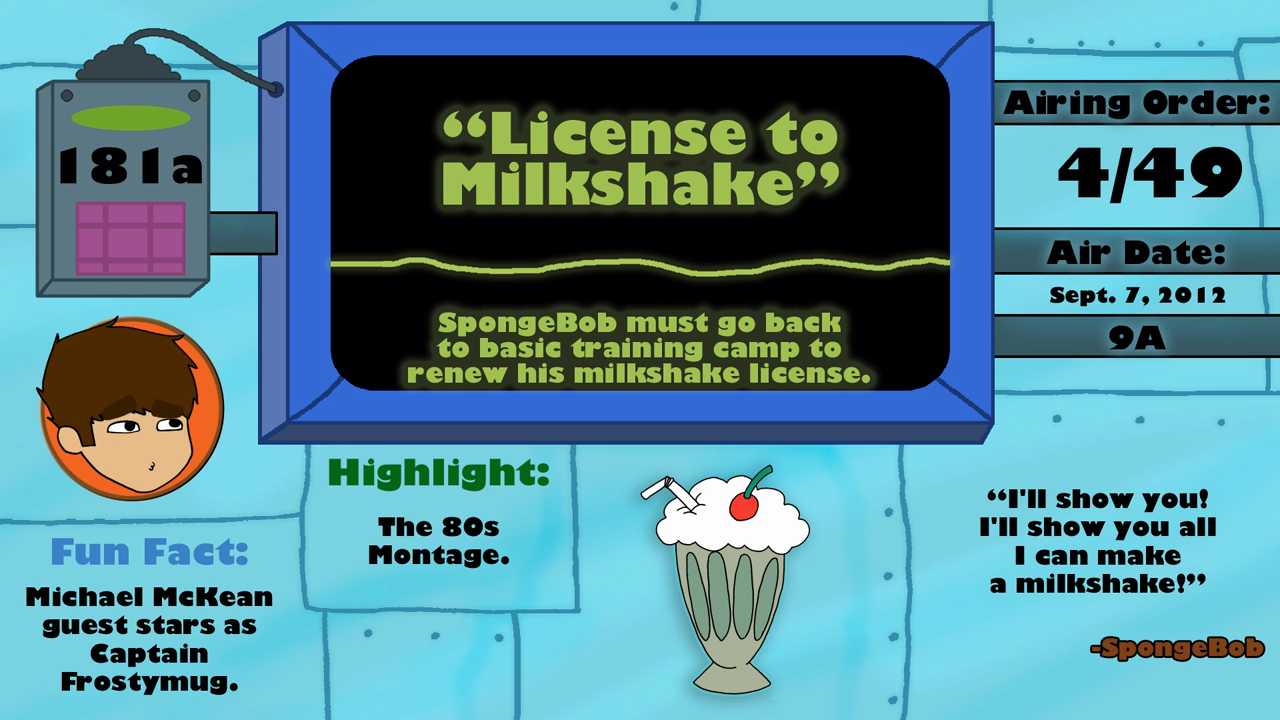 181a
“License to
Milkshake”
SpongeBob must go back
to basic training camp to
renew his milkshake license.
Airing Order:
4/49
Air Date:
Sept. 7, 2012
9A
Fun Fact:
Michael McKean
guest stars as
Captain
Frostymug.
Highlight:
The 80s
Montage.
“I'll show you!
I'll show you all
I can make
a milkshake!”
-SpongeBob